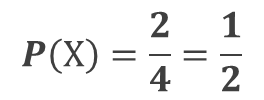 P(X) = 2/4 = 1/2